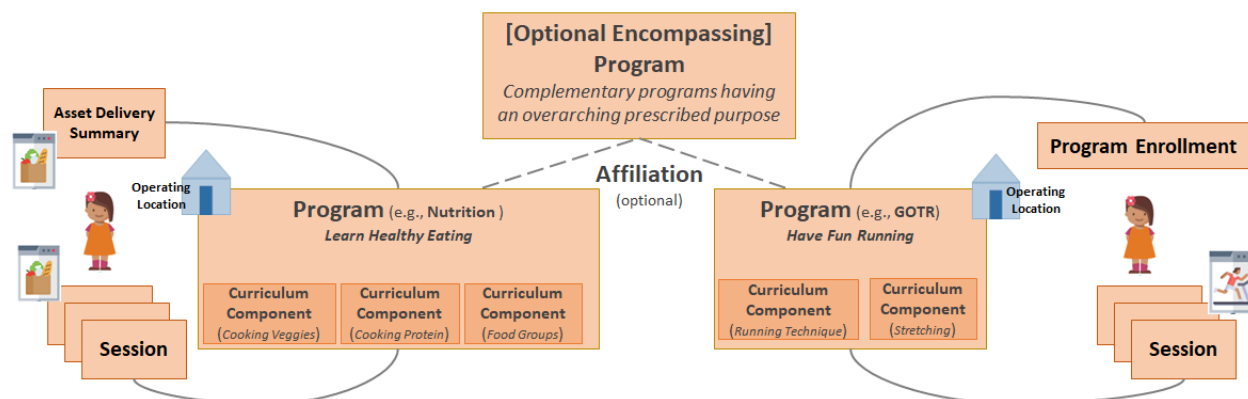 [Optional Encompassing]
Program
Complementary programs having
an overarching prescribed purpose
Asset Delivery
Summary
Program Enrollment
Affiliation
(optional)
Operating
Location
Program (e.g., Nutrition )
Learn Healthy Eating
Curriculum
Component
(Cooking Veggies)
Curriculum
Component
(Cooking Protein)
Curriculum
Component
(Food Groups)
Session
Program (e.g., GOTR)
Have Fun Running
Operating
Location
Curriculum
Component
(Running Technique)
Curriculum
Component
(Stretching)
Session